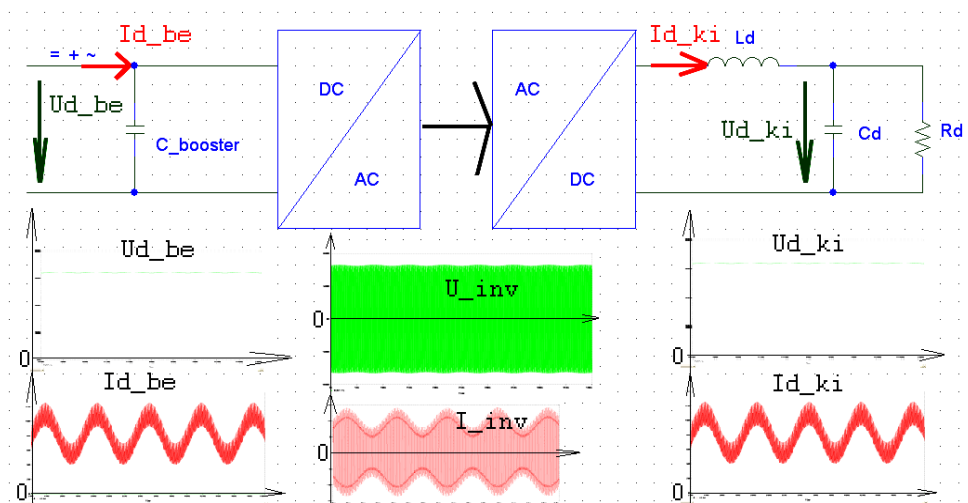 Id_be
Id_ki
Ld
= + ~
Ud_be
C_booster
DC
AC
AC
DC
Ud_ki
Cd
Rd
Ud_be
0
U_inv
0
Ud_ki
0
Id_be
0
I_inv
0
Id_ki
0